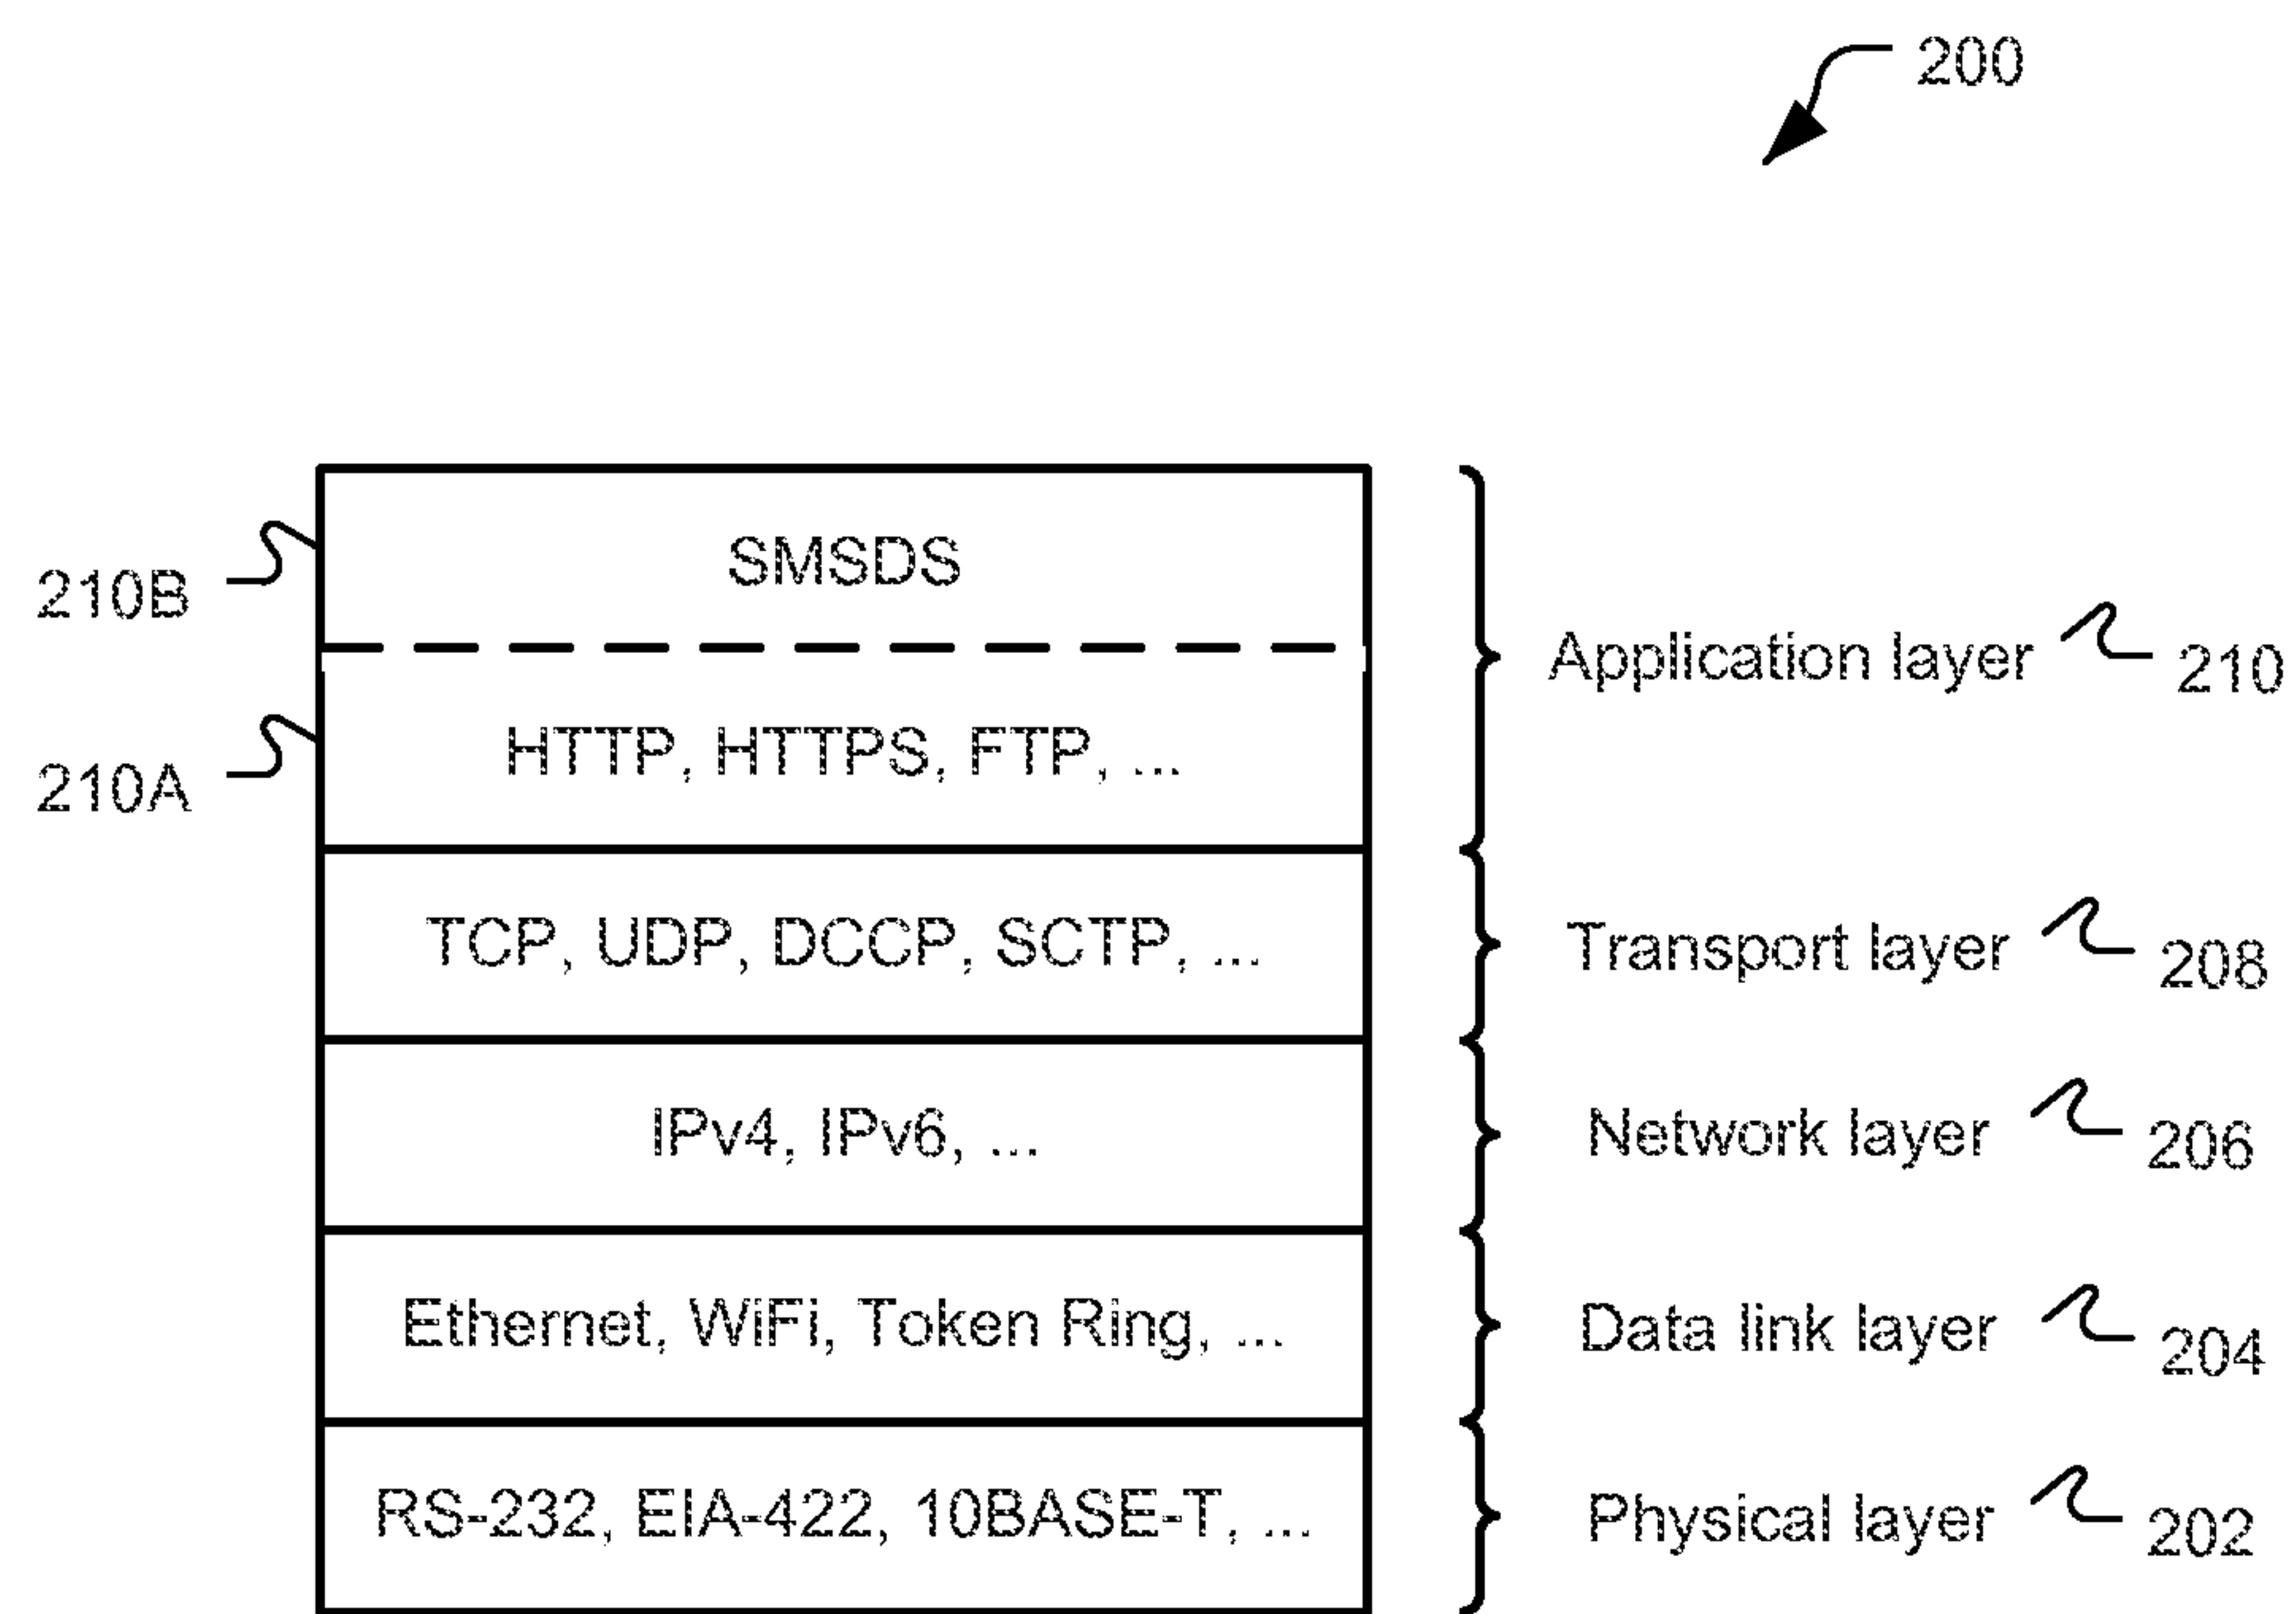 200
SMSDS
210B
Application layer 210
HTTP, HTTPS, FTP, ...
210A
TCP, UDP, DCCP, SCTP, ...
Transport layer 208
IPv4, IPv6, ...
Network layer 206
Ethernet, WiFi, Token Ring, ...
Data link layer 204
RS-232, EIA-422, 10BASE-T, ...
Physical layer 202